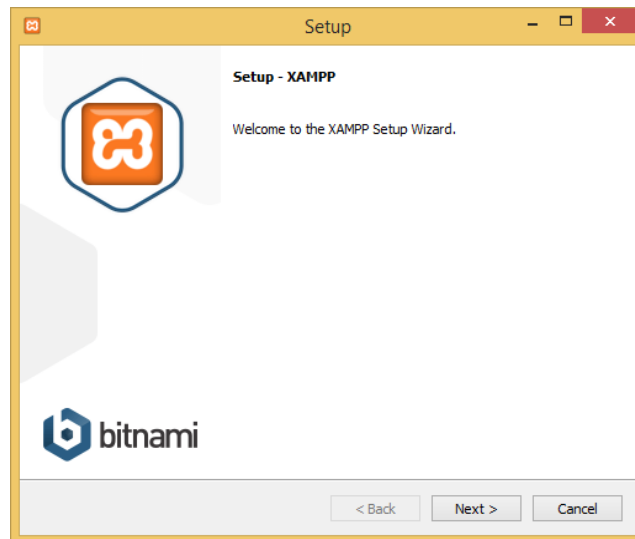 Setup
Setup - XAMPP
Welcome to the XAMPP Setup Wizard.
bitnami
< Back
Next >
Cancel